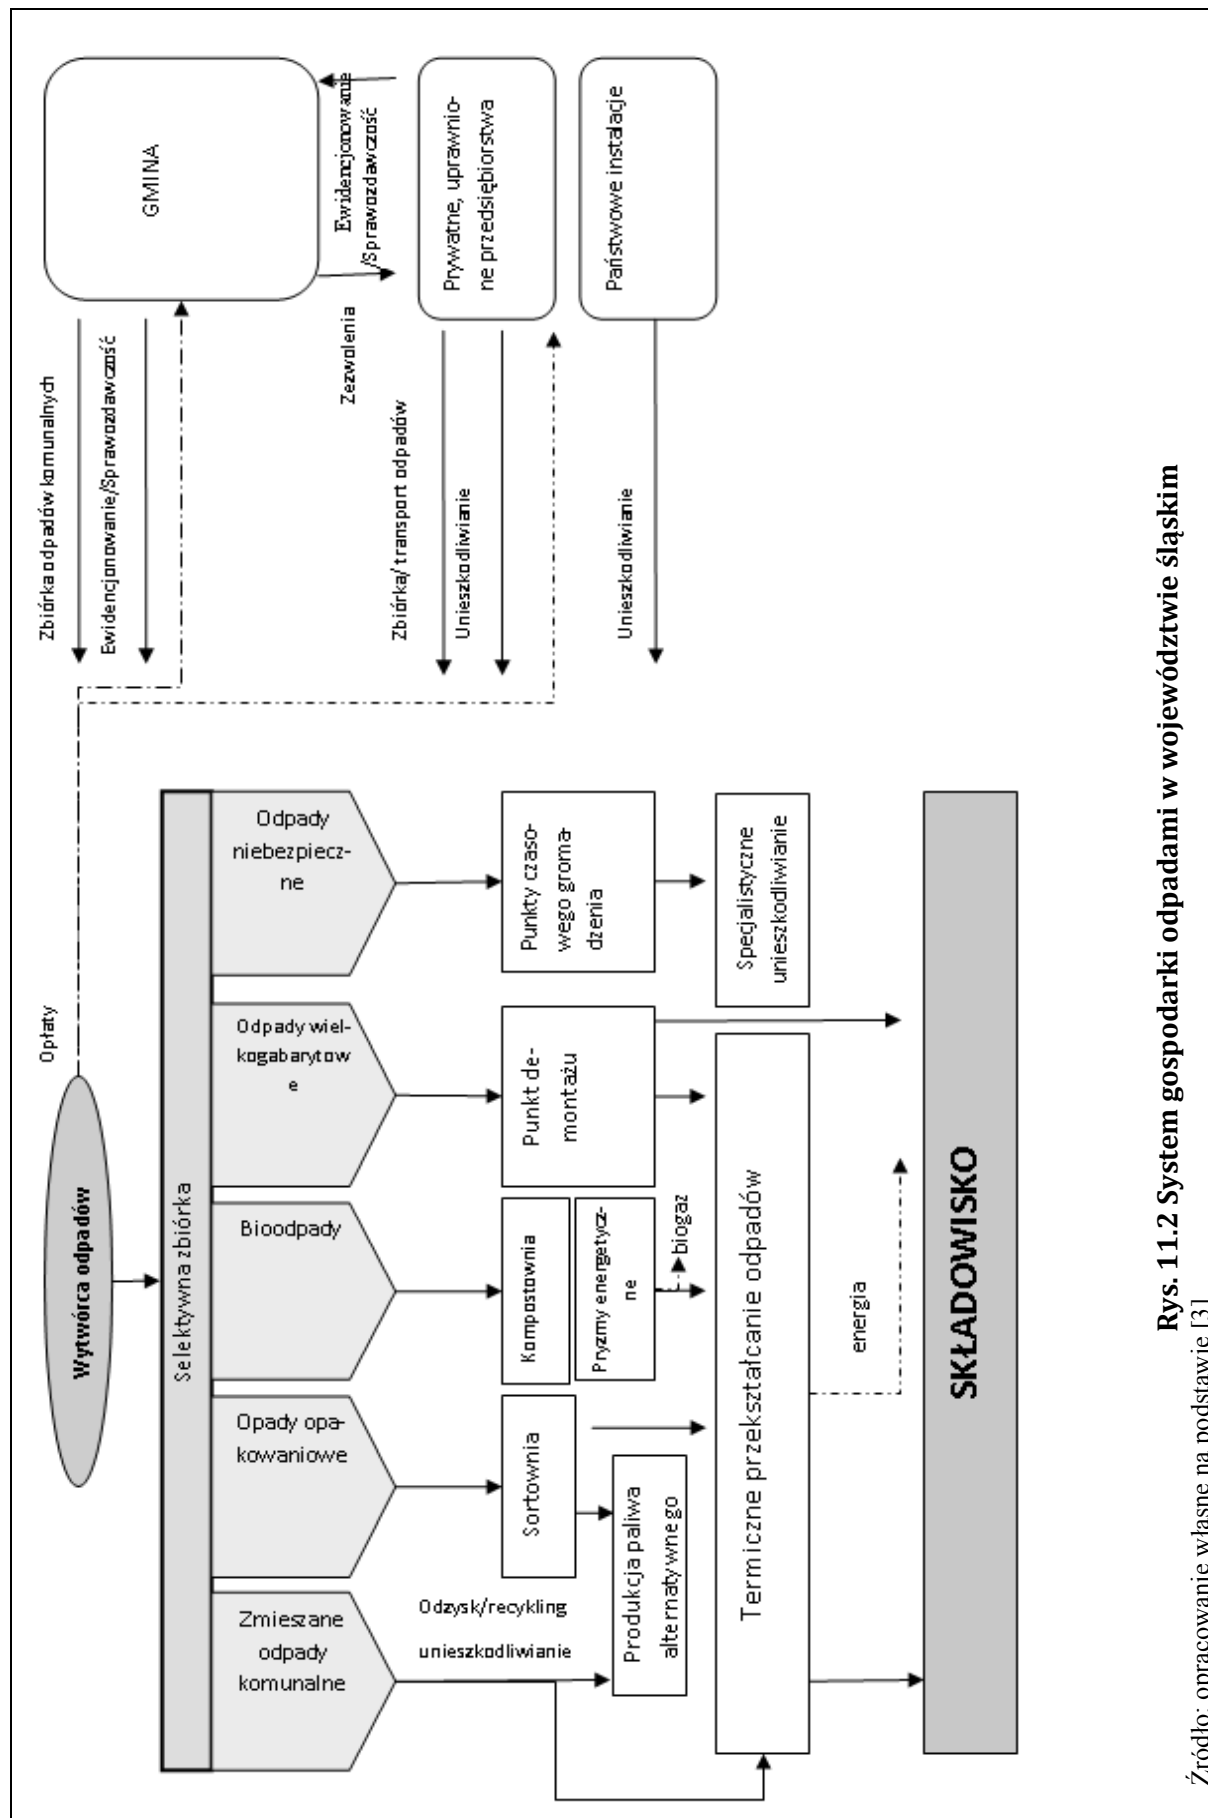 Wytwórca odpadów
Opłaty
Selektywna zbiórka
Zmieszane
odpady
komunalne
Opady opa-
kowaniowe
Bioodpady
Odpady wiel-
kogabarytow
e
Odpady
niebezpiecz-
ne
Odzysk/recykling
unieszkodliwianie
Sortownia
Kompostownia
Pryzmy energetycz-
ne
Punkt de-
montażu
Punkty czaso-
wego groma-
dzenia
Produkcja paliwa
alternatywnego
biogaz
Termiczne przekształcanie odpadów
Specjalistyczne
unieszkodliwianie
energia
SKŁADOWISKO
Zbiórka odpadów komunalnych
Ewidencjonowanie/Sprawozdawczość
GMINA
Zezwolenia
Ewidencjonowanie
/Sprawozdawczość
Zbiórka/ transport odpadów
Unieszkodliwianie
Prywatne, uprawnio-
ne przedsiębiorstwa
Unieszkodliwianie
Państwowe instalacje
Rys. 11.2 System gospodarki odpadami w województwie śląskim
Źródło: opracowanie własne na podstawie [3]